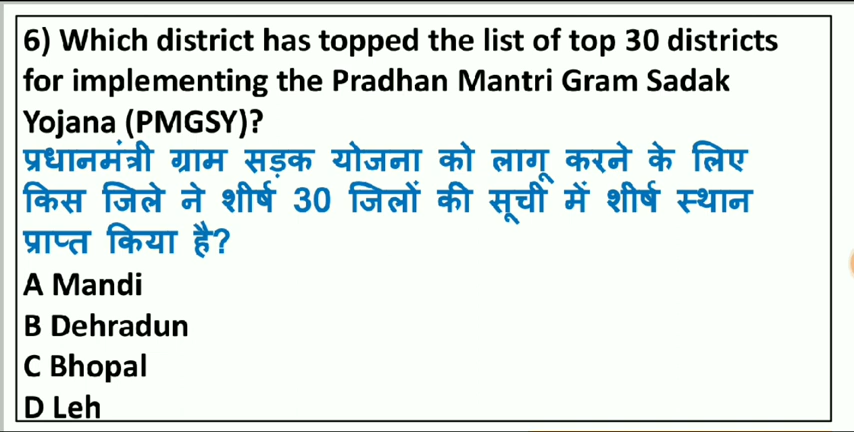 6) Which district has topped the list of top 30 districts
for implementing the Pradhan Mantri Gram Sadak
Yojana (PMGSY)?
प्रधानमंत्री ग्राम सड़क योजना को लागू करने के लिए
किस जिले ने शीर्ष 30 जिलों की सूची में शीर्ष स्थान
प्राप्त किया है?
A Mandi
B Dehradun
C Bhopal
D Leh